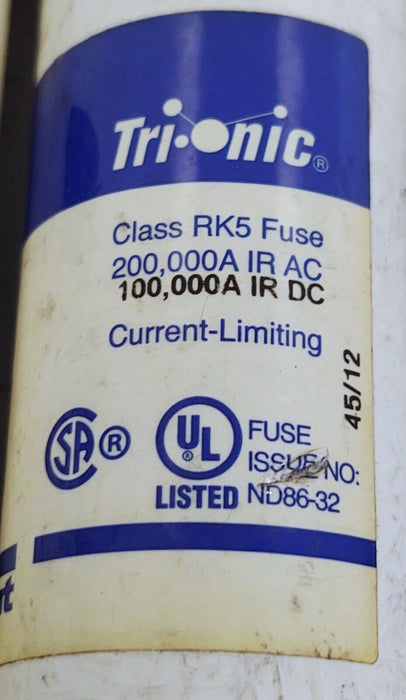 Tri-onic®
Class RK5 Fuse
200,000A IR AC
100,000A IR DC
Current-Limiting
45/12
SA ®
UL ®
LISTED
FUSE
ISSUE NO:
ND86-32